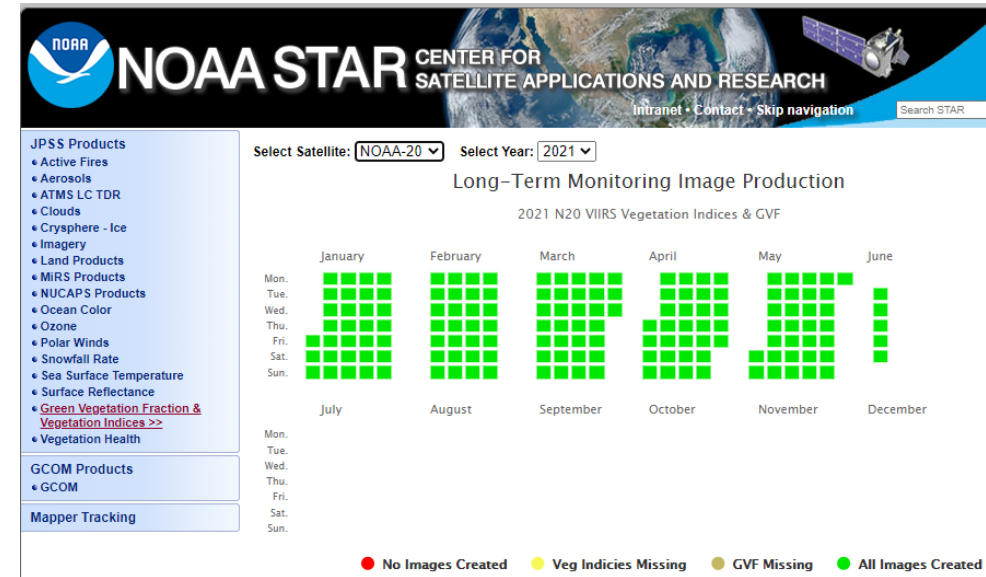 NOAA
NOAA STAR CENTER FOR SATELLITE APPLICATIONS AND RESEARCH
Intranet • Contact • Skip navigation
Search STAR
JPSS Products
Active Fires
Aerosols
ATMS LC TDR
Clouds
Crysphere - Ice
Imagery
Land Products
MiRS Products
NUCAPS Products
Ocean Color
Ozone
Polar Winds
Snowfall Rate
Sea Surface Temperature
Surface Reflectance
Green Vegetation Fraction &
Vegetation Indices >>
Vegetation Health
GCOM Products
GCOM
Mapper Tracking
Select Satellite: NOAA-20 Select Year: 2021
Long-Term Monitoring Image Production
2021 N20 VIIRS Vegetation Indices & GVF
January February March April May June
Mon.
Tue.
Wed.
Thu.
Fri.
Sat.
Sun.
July August September October November December
Mon.
Tue.
Wed.
Thu.
Fri.
Sat.
Sun.
No Images Created Veg Indicies Missing GVF Missing All Images Created